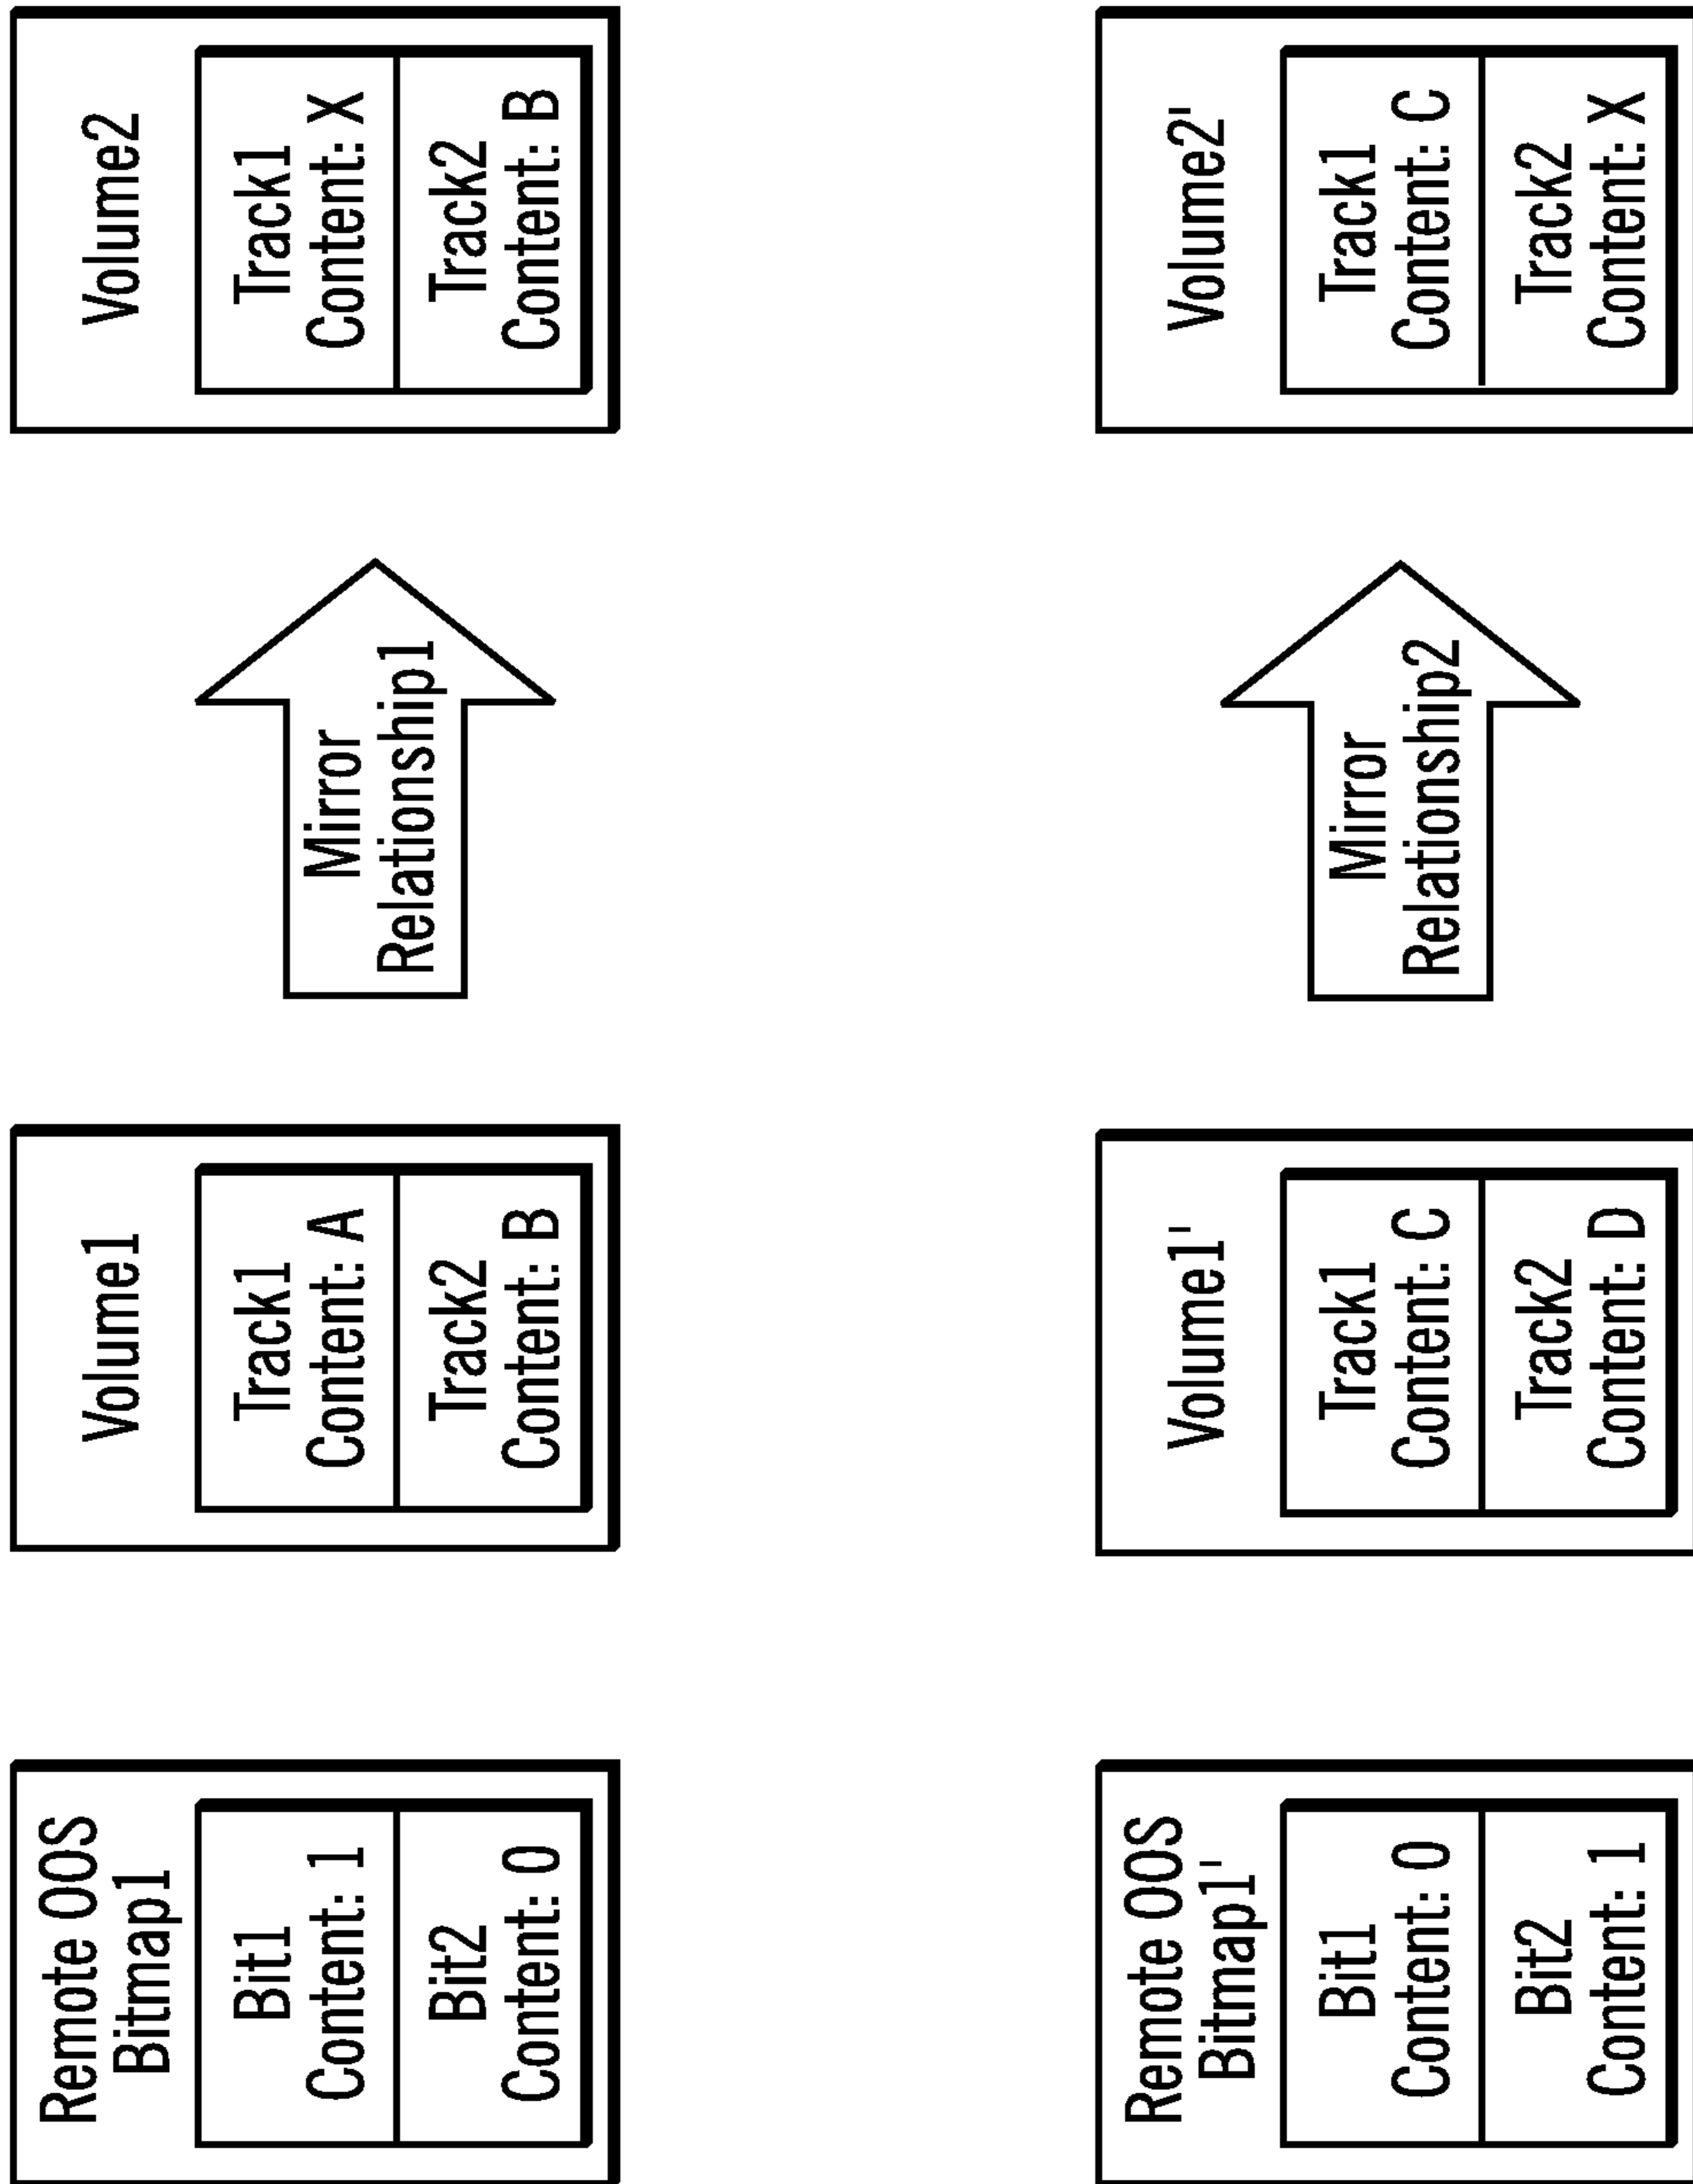 Remote OOS
Bitmap1
Bit1
Content: 1
Bit2
Content: 0
Volume1
Track1
Content: A
Track2
Content: B
Mirror
Relationship1
Volume2
Track1
Content: X
Track2
Content: B
Remote OOS
Bitmap1'
Bit1
Content: 0
Bit2
Content: 1
Volume1'
Track1
Content: C
Track2
Content: D
Mirror
Relationship2
Volume2'
Track1
Content: C
Track2
Content: X